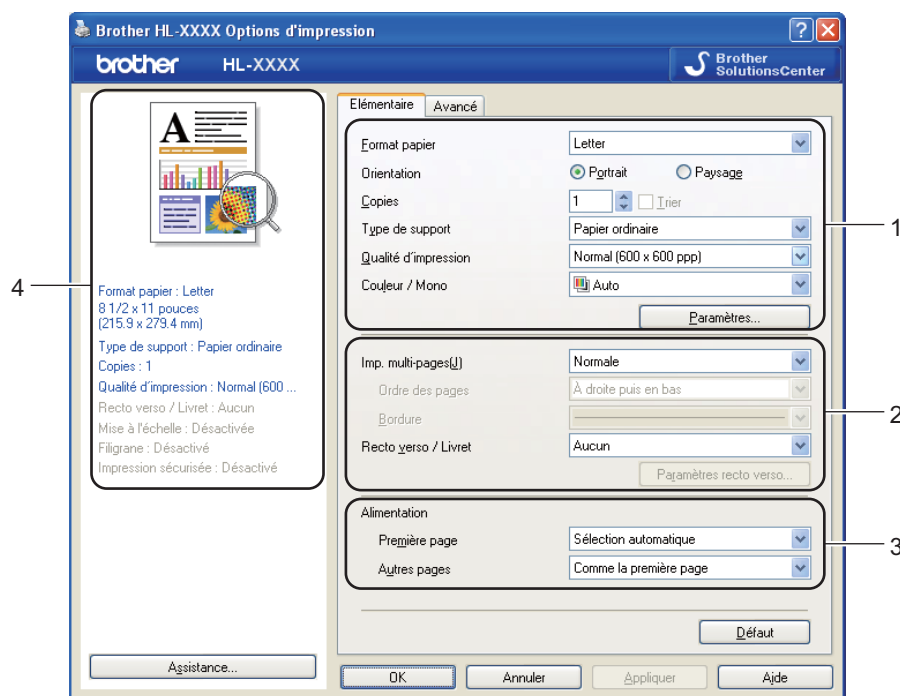 Brother HL-XXXX Options d'impression
brother HL-XXXX
Brother
SolutionsCenter
Elémentaire Avancé
A
Format papier : Letter
8 1/2 x 11 pouces
(215.9 x 279.4 mm)
Type de support : Papier ordinaire
Copies : 1
Qualité d'impression : Normal (600 ...
Recto verso / Livret : Aucun
Mise à l'échelle : Désactivée
Filigrane : Désactivé
Impression sécurisée : Désactivé
4
Assistance...
Format papier Letter
Orientation Portrait Paysage
Copies 1 Trier
Type de support Papier ordinaire
Qualité d'impression Normal (600 x 600 ppp)
Couleur / Mono Auto
Paramètres...
1
Imp. multi-pages(J) Normale
Ordre des pages À droite puis en bas
Bordure
Recto verso / Livret Aucun
Paramètres recto verso...
2
Alimentation
Première page Sélection automatique
Autres pages Comme la première page
3
Défaut
OK Annuler Appliquer Aide